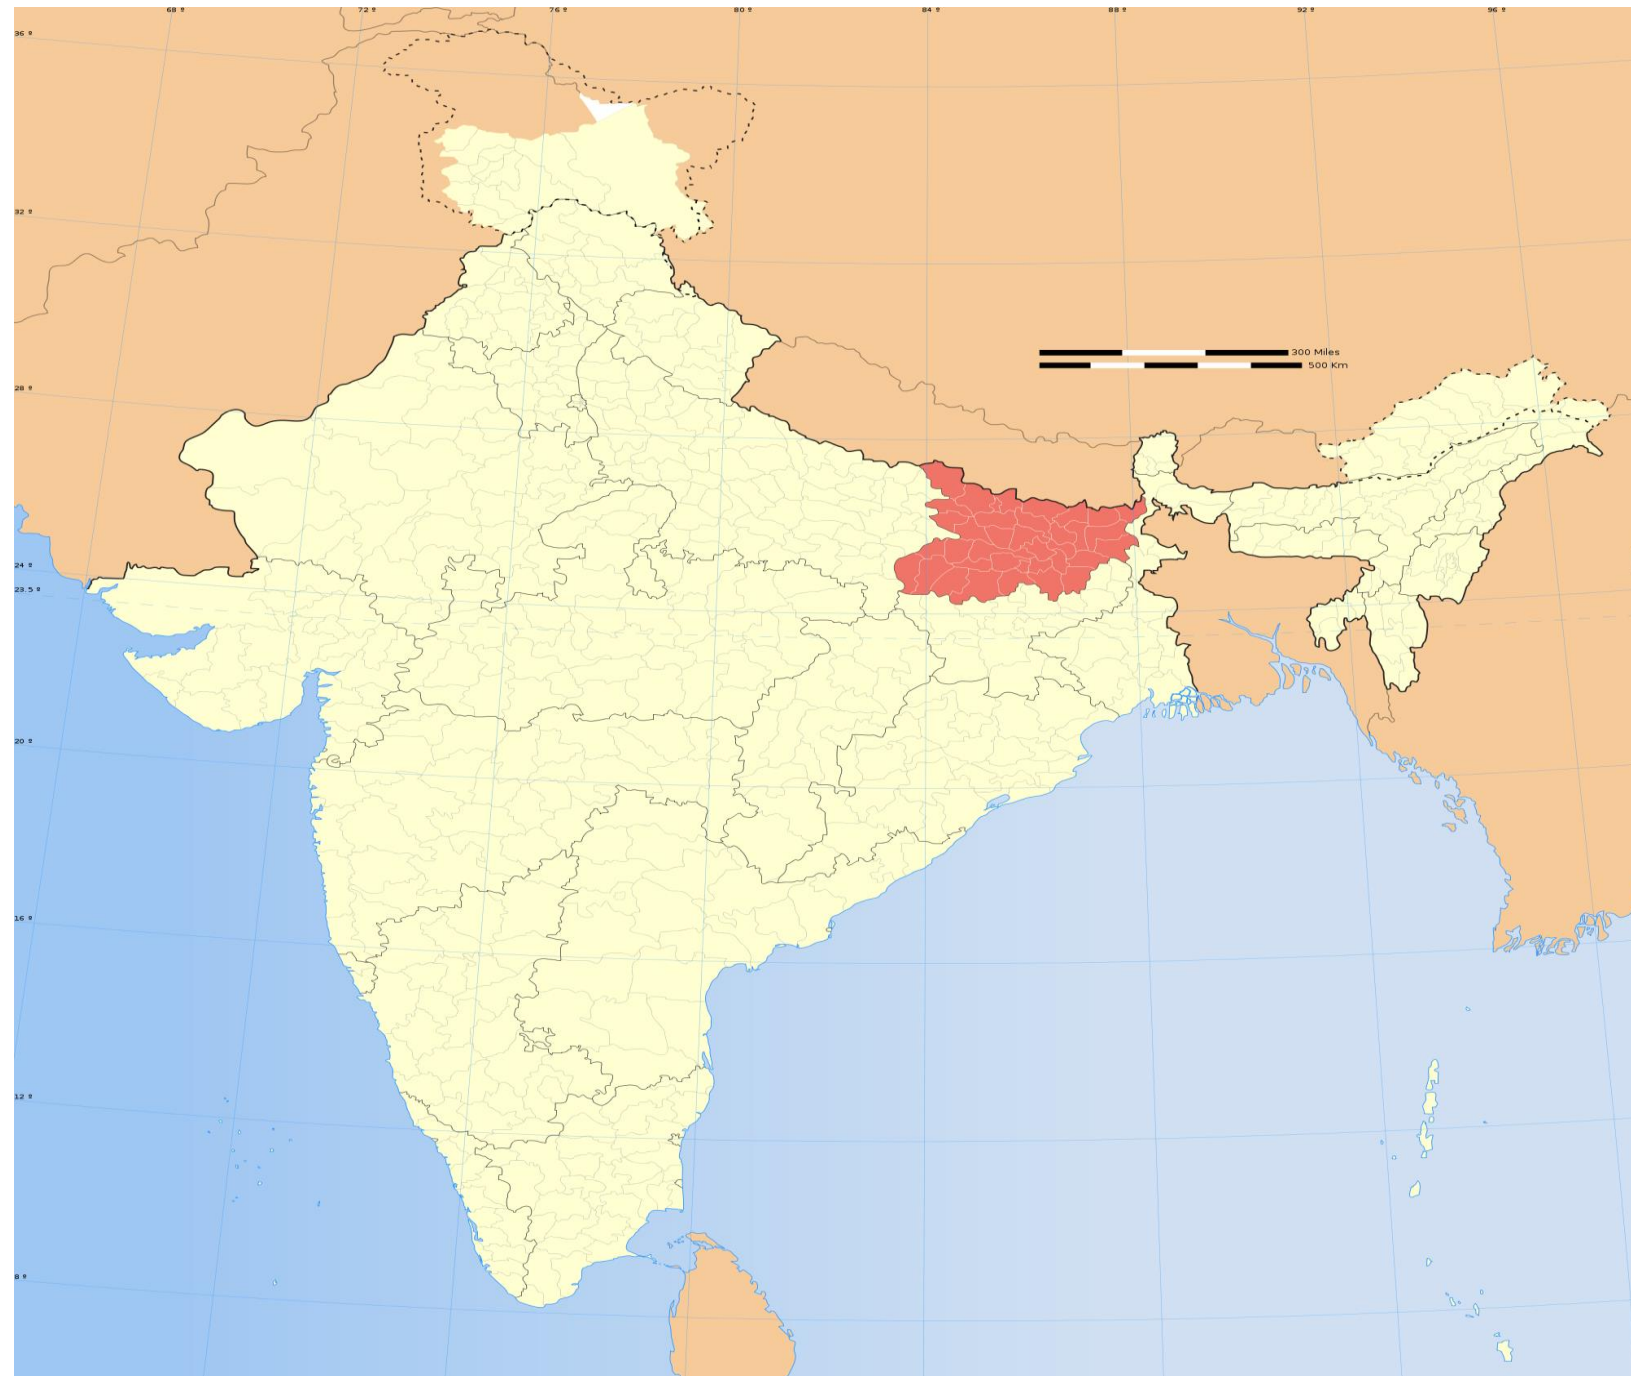 68 º 72 º 76 º 80 º 84 º 88 º 92 º 96 º
36 º
32 º
300 Miles
500 Km
28 º
24 º
23.5 º
20 º
16 º
12 º
8 º